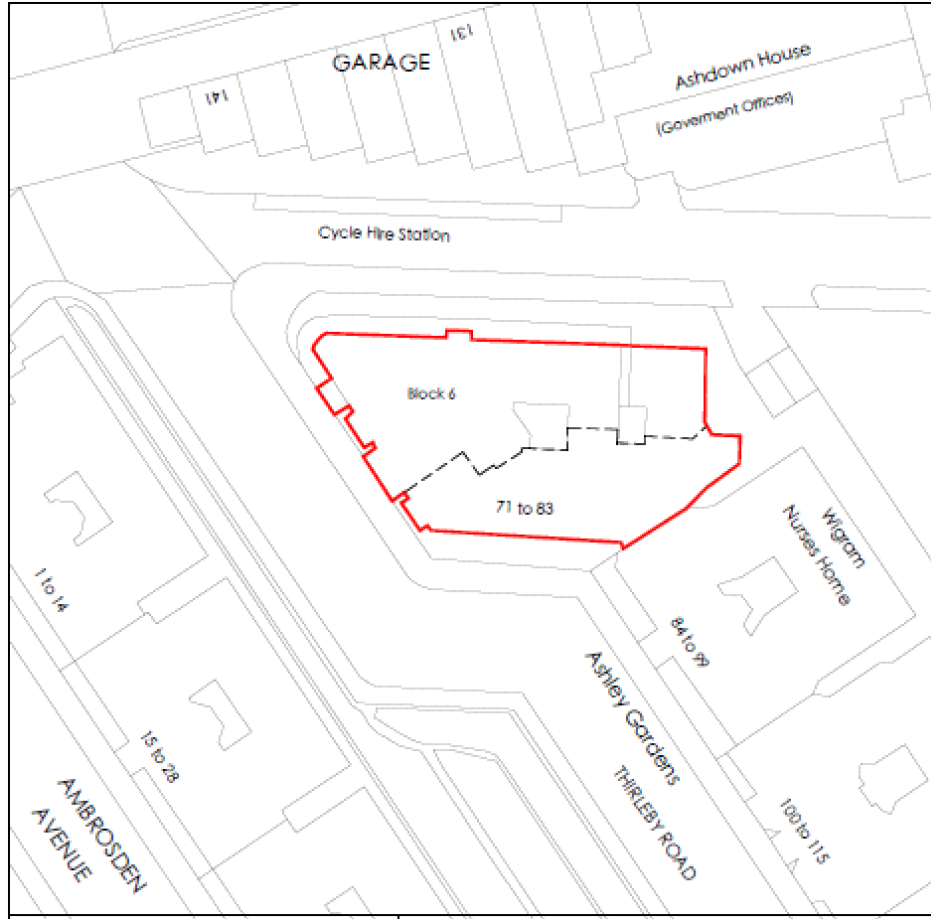 131
GARAGE
141
Ashdown House
(Goverment Offices)
Cycle Hire Station
Block 6
71 to 83
Wigram
Nurses Home
1 to 14
84 to 99
Ashley Gardens
15 to 28
THIRLEBY ROAD
AMBROSDEN
AVENUE
100 to 115